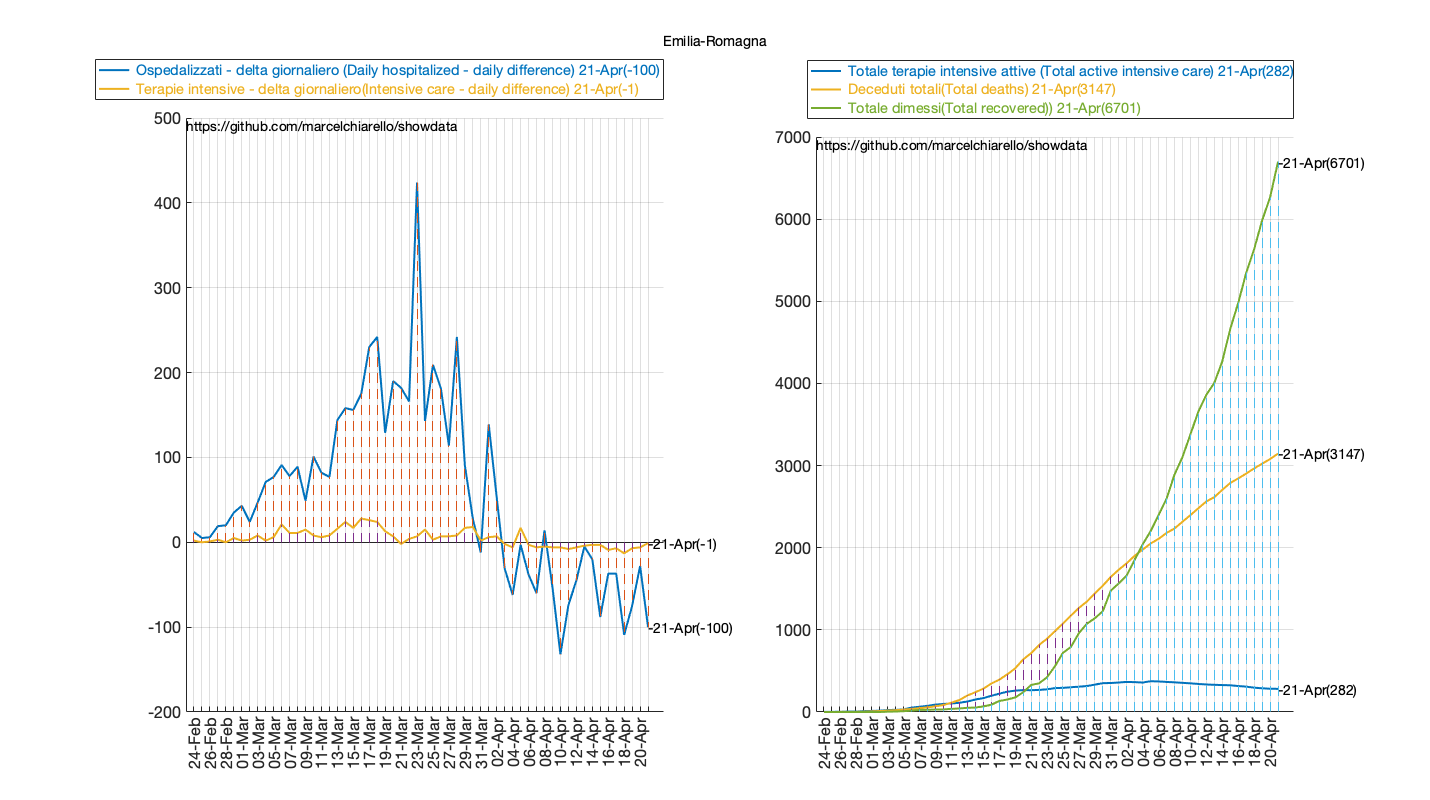 Emilia-Romagna
Ospedalizzati - delta giornaliero (Daily hospitalized - daily difference) 21-Apr(-100)
Terapie intensive - delta giornaliero(Intensive care - daily difference) 21-Apr(-1)
https://github.com/marcelchiarello/showdata
500
400
300
200
100
0
-100
-200
21-Apr(-1)
21-Apr(-100)
24-Feb
26-Feb
28-Feb
01-Mar
03-Mar
05-Mar
07-Mar
09-Mar
11-Mar
13-Mar
15-Mar
17-Mar
19-Mar
21-Mar
23-Mar
25-Mar
27-Mar
29-Mar
31-Mar
02-Apr
04-Apr
06-Apr
08-Apr
10-Apr
12-Apr
14-Apr
16-Apr
18-Apr
20-Apr
Totale terapie intensive attive (Total active intensive care) 21-Apr(282)
Deceduti totali(Total deaths) 21-Apr(3147)
Totale dimessi(Total recovered)) 21-Apr(6701)
https://github.com/marcelchiarello/showdata
7000
6000
5000
4000
3000
2000
1000
0
21-Apr(6701)
21-Apr(3147)
21-Apr(282)
24-Feb
26-Feb
28-Feb
01-Mar
03-Mar
05-Mar
07-Mar
09-Mar
11-Mar
13-Mar
15-Mar
17-Mar
19-Mar
21-Mar
23-Mar
25-Mar
27-Mar
29-Mar
31-Mar
02-Apr
04-Apr
06-Apr
08-Apr
10-Apr
12-Apr
14-Apr
16-Apr
18-Apr
20-Apr